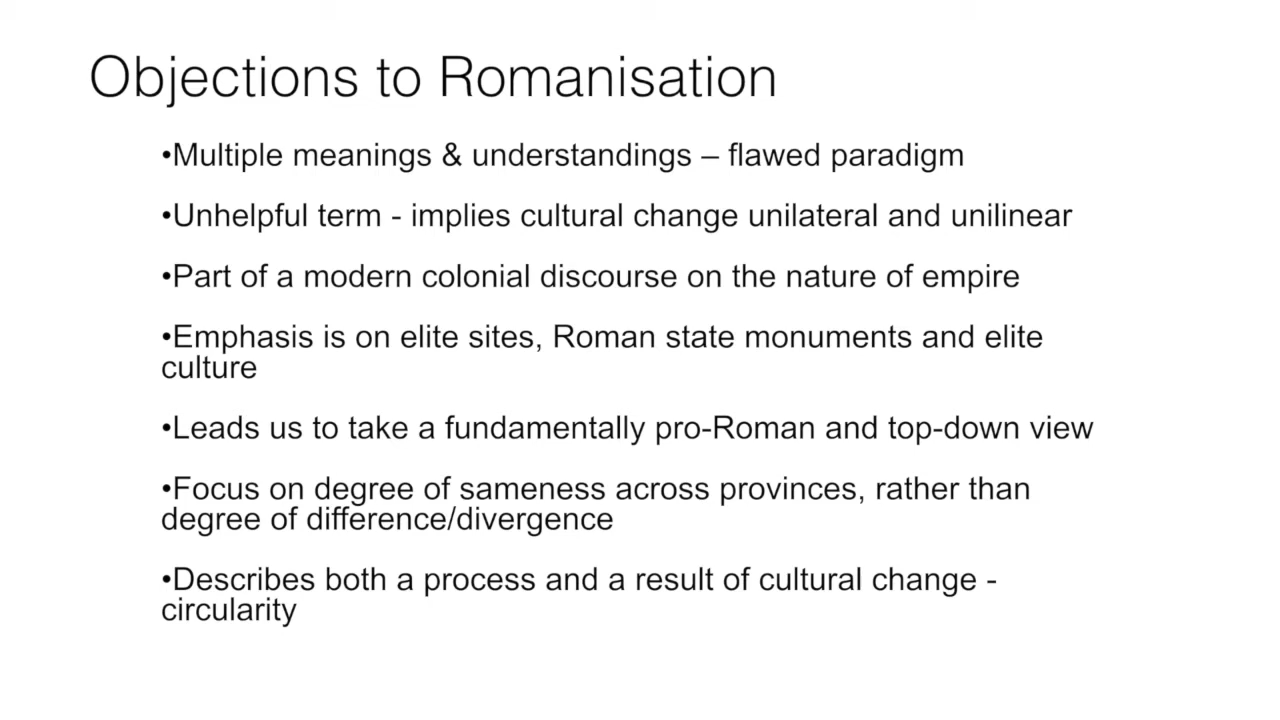 Objections to Romanisation
•Multiple meanings & understandings – flawed paradigm
•Unhelpful term - implies cultural change unilateral and unilinear
•Part of a modern colonial discourse on the nature of empire
•Emphasis is on elite sites, Roman state monuments and elite
culture
•Leads us to take a fundamentally pro-Roman and top-down view
•Focus on degree of sameness across provinces, rather than
degree of difference/divergence
•Describes both a process and a result of cultural change -
circularity